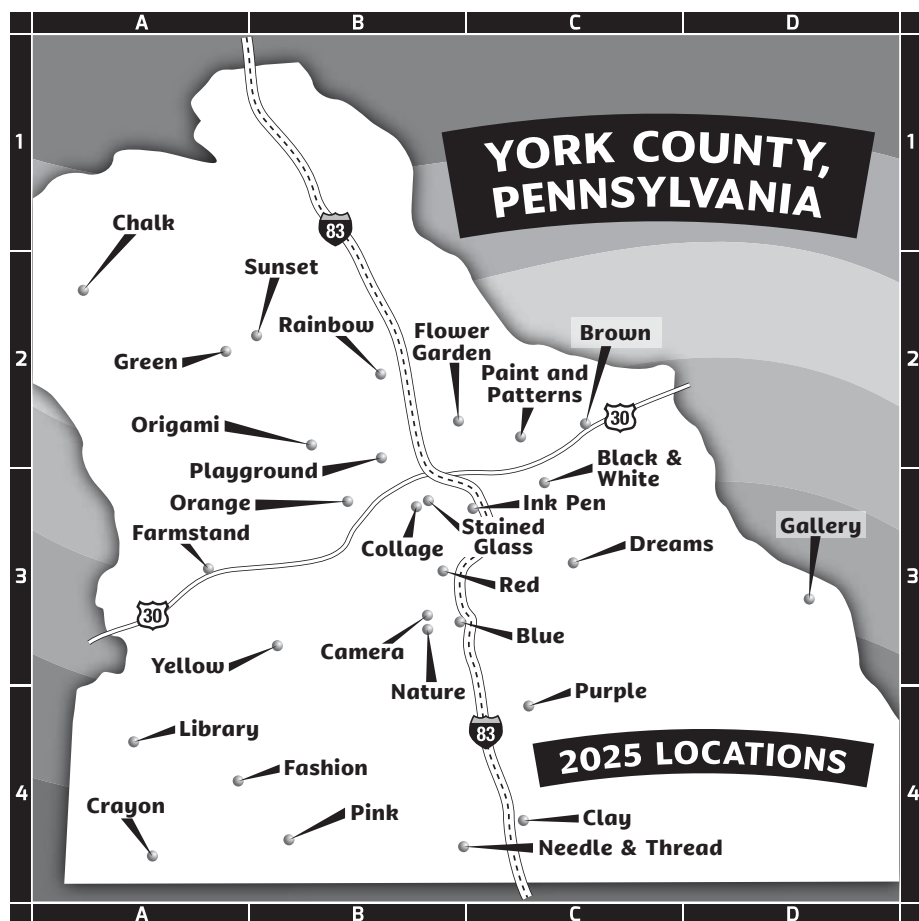 A B C D
1 1
YORK COUNTY,
PENNSYLVANIA
Chalk
83
Sunset
Rainbow
Flower
Garden
Brown
2 2
Green
Paint and
Patterns
30
Origami
Playground
Black &
White
Orange
Ink Pen
Farmstand
Stained
Glass
Collage
Dreams
Gallery
3 3
Red
30
Blue
Camera
Yellow
Nature
Purple
Library
83
2025 LOCATIONS
Fashion
4 4
Crayon
Pink
Clay
Needle & Thread
A B C D